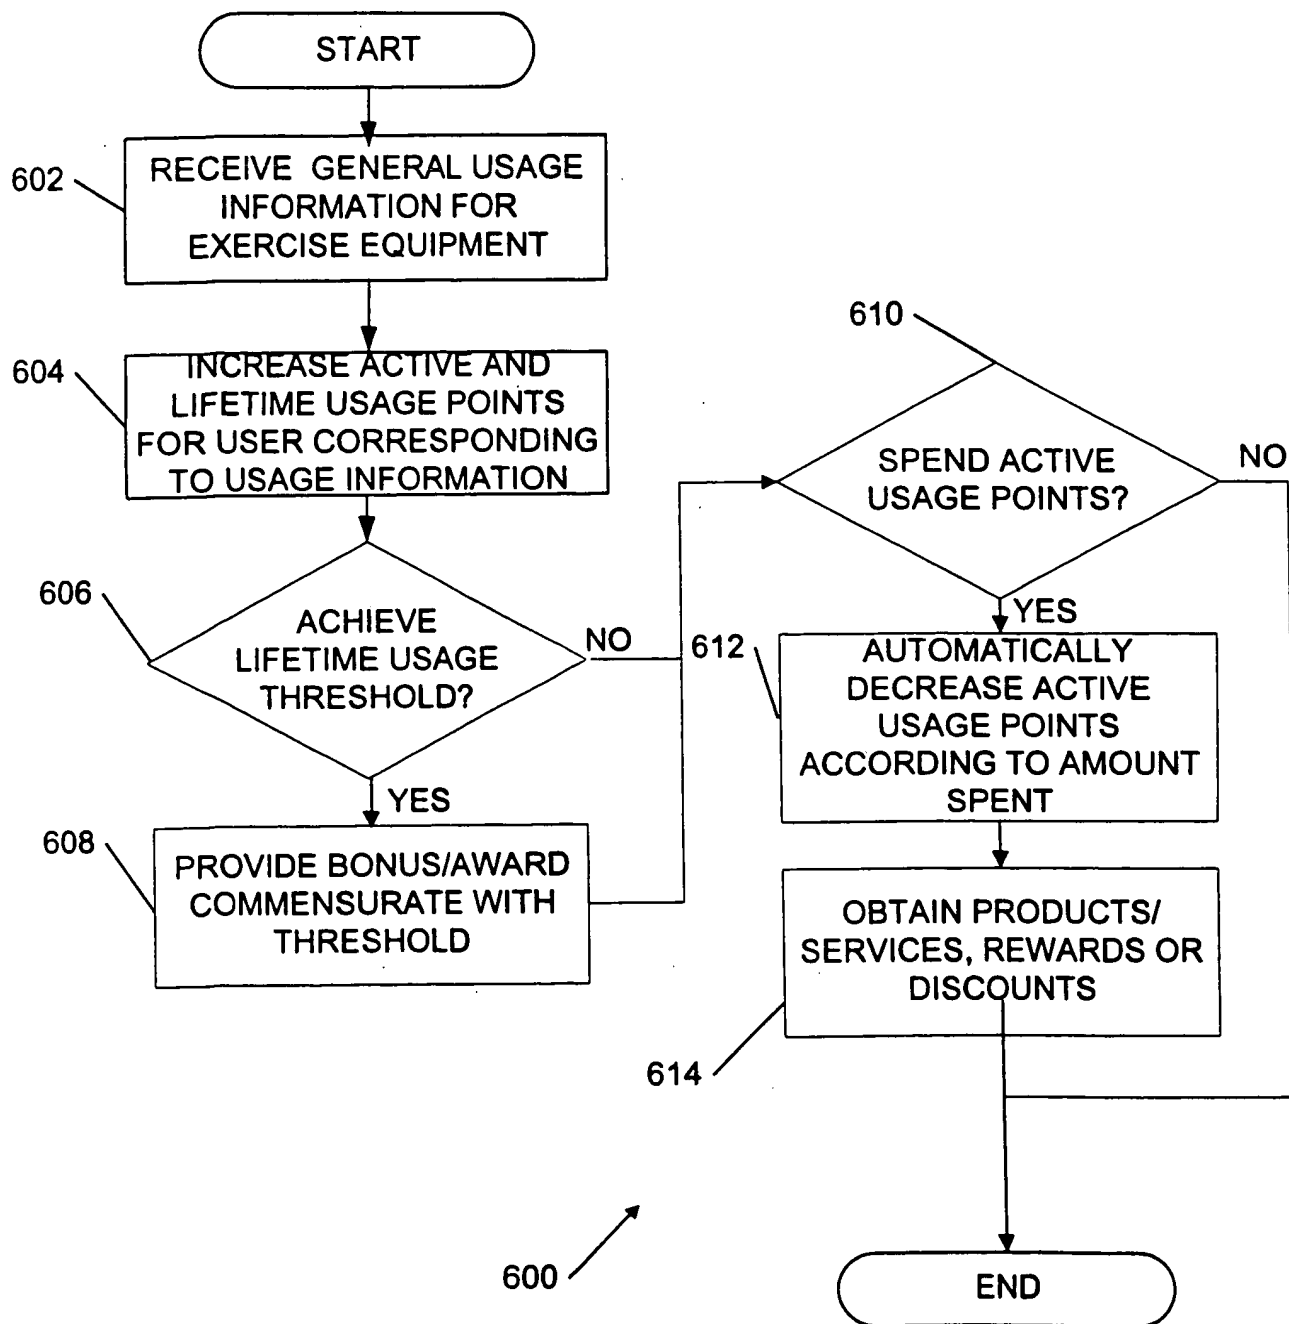 START
602
RECEIVE GENERAL USAGE
INFORMATION FOR
EXERCISE EQUIPMENT
604
INCREASE ACTIVE AND
LIFETIME USAGE POINTS
FOR USER CORRESPONDING
TO USAGE INFORMATION
606
ACHIEVE
LIFETIME USAGE
THRESHOLD?
NO
YES
608
PROVIDE BONUS/AWARD
COMMENSURATE WITH
THRESHOLD
610
SPEND ACTIVE
USAGE POINTS?
NO
YES
612
AUTOMATICALLY
DECREASE ACTIVE
USAGE POINTS
ACCORDING TO AMOUNT
SPENT
OBTAIN PRODUCTS/
SERVICES, REWARDS OR
DISCOUNTS
614
600
END